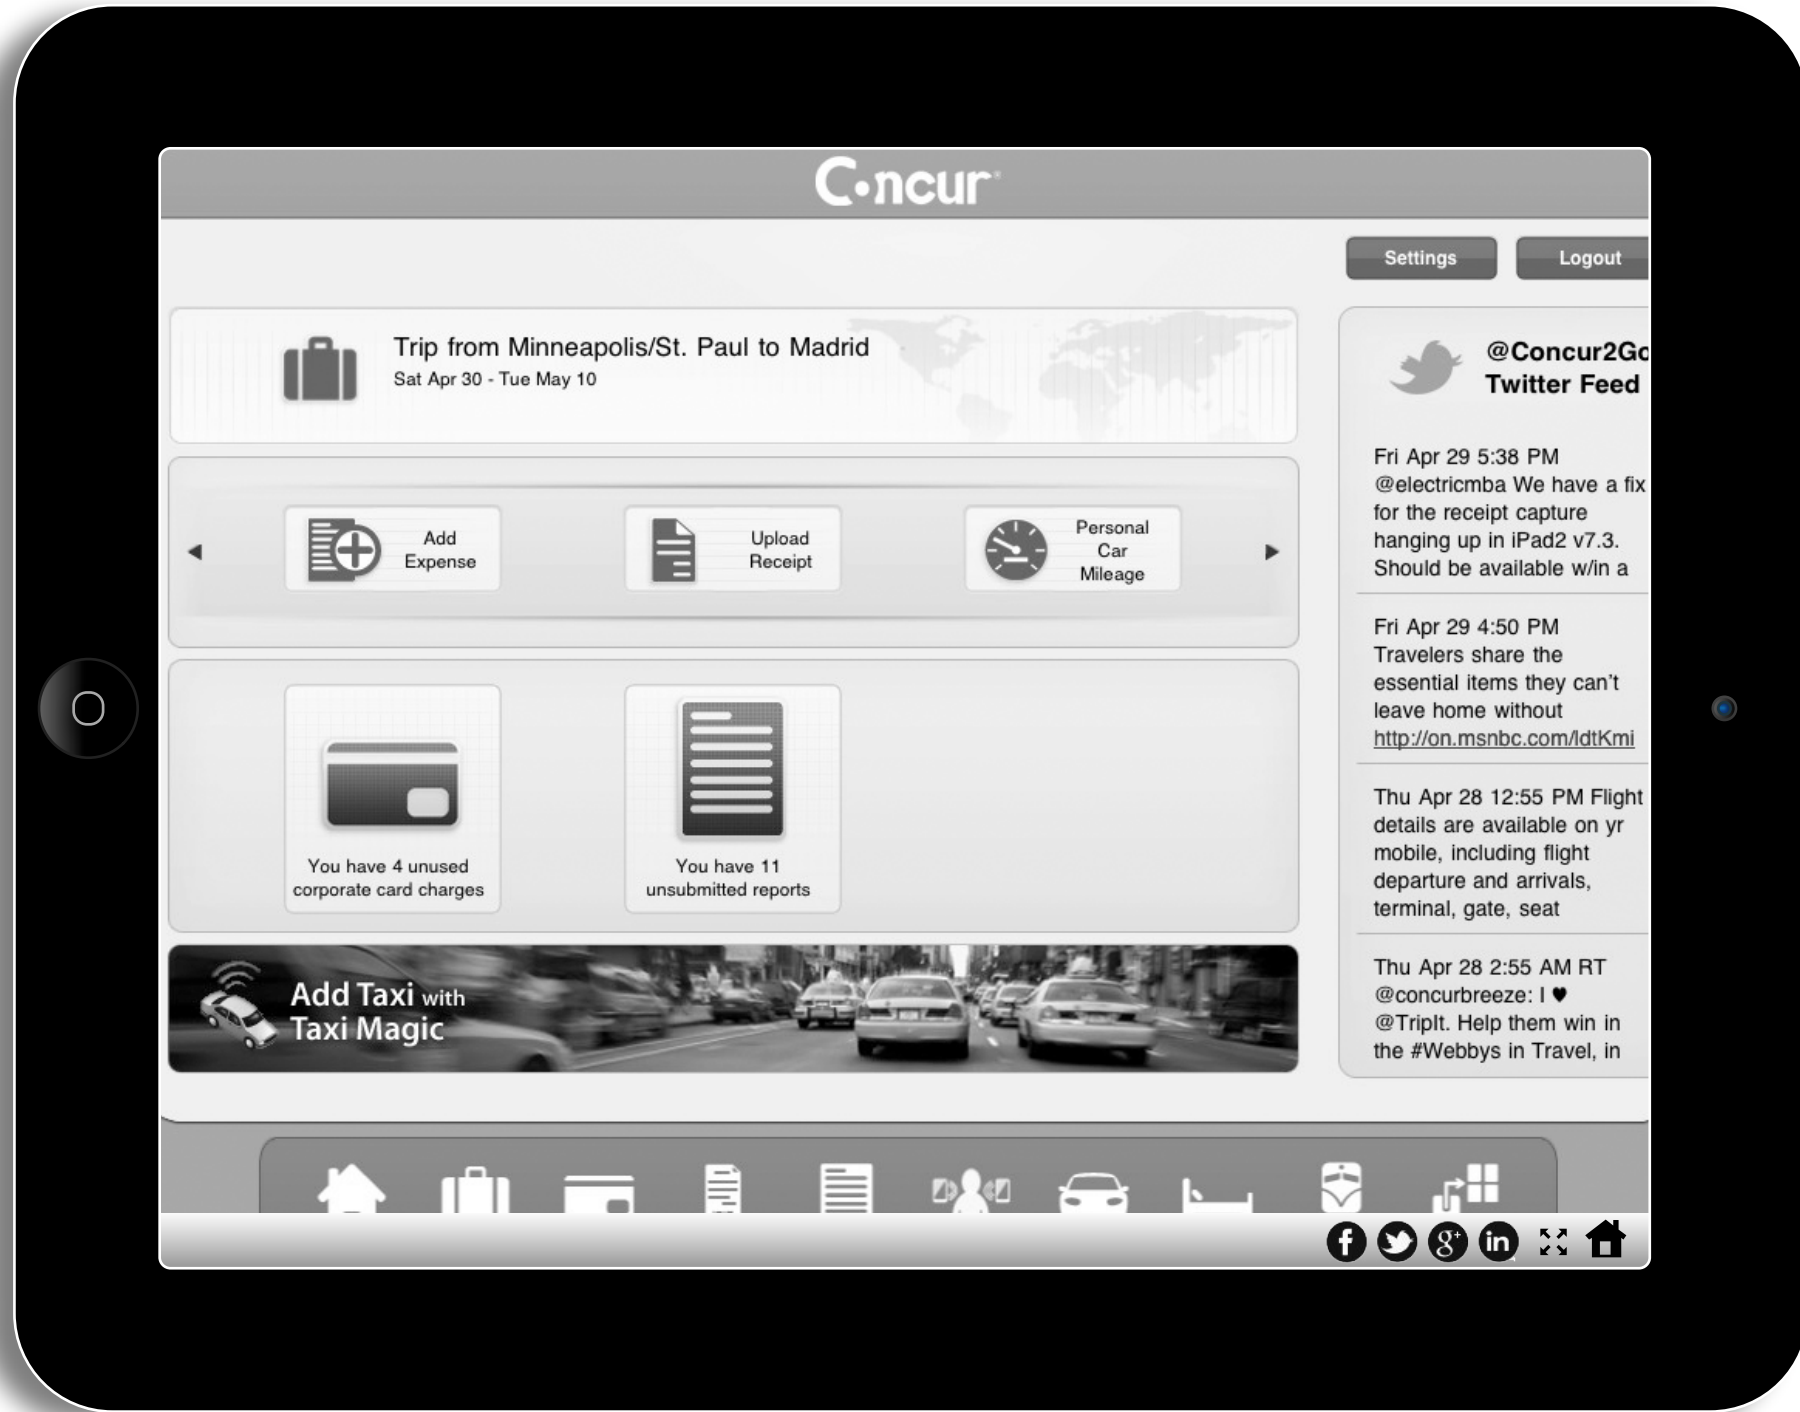 Concur®
Settings
Logout
Trip from Minneapolis/St. Paul to Madrid
Sat Apr 30 - Tue May 10
Add
Expense
Upload
Receipt
Personal
Car
Mileage
You have 4 unused
corporate card charges
You have 11
unsubmitted reports
Add Taxi with
Taxi Magic
@Concur2Go
Twitter Feed
Fri Apr 29 5:38 PM
@electricmba We have a fix
for the receipt capture
hanging up in iPad2 v7.3.
Should be available w/in a
Fri Apr 29 4:50 PM
Travelers share the
essential items they can't
leave home without
http://on.msnbc.com/ldtKmi
Thu Apr 28 12:55 PM Flight
details are available on yr
mobile, including flight
departure and arrivals,
terminal, gate, seat
Thu Apr 28 2:55 AM RT
@concurbreeze: I ♥
@TripIt. Help them win in
the #Webbys in Travel, in
f
g+
in